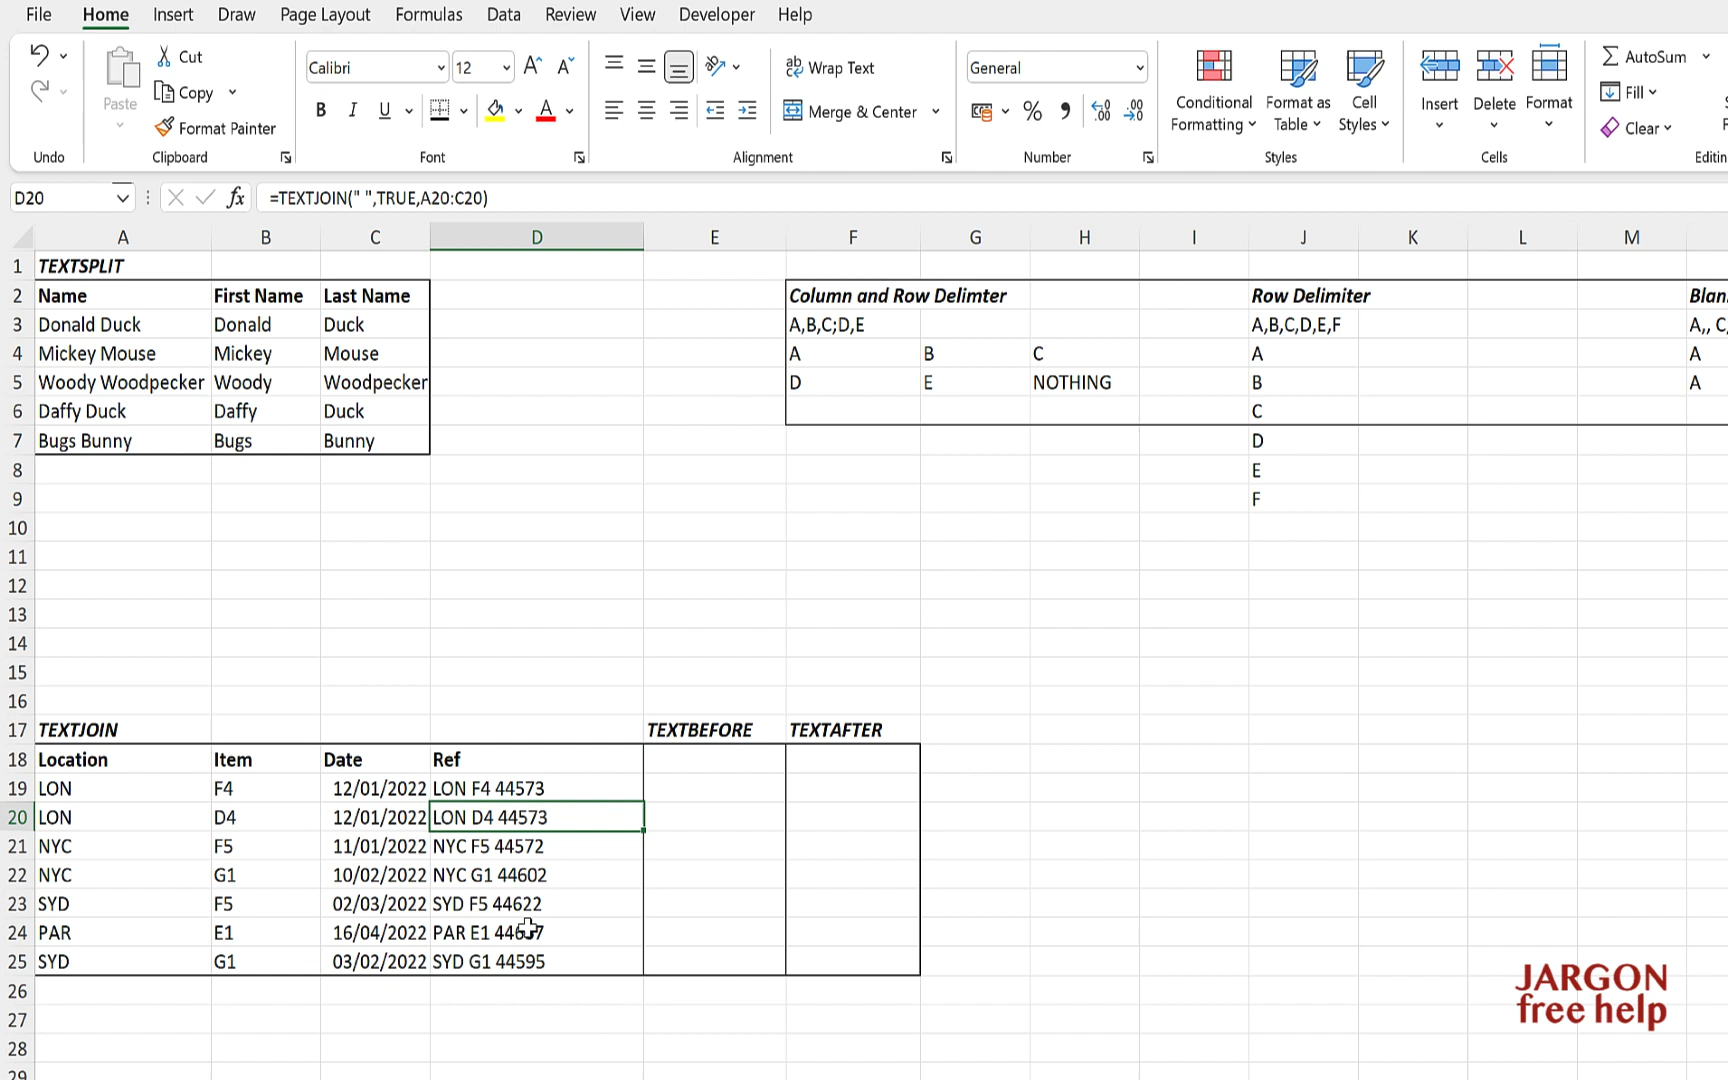 File Home Insert Draw Page Layout Formulas Data Review View Developer Help
Cut
Copy
Format Painter
Paste
Undo Clipboard
Calibri 12
B I U
Font
Wrap Text
Merge & Center
Alignment
General
Number
Conditional Formatting
Format as Table
Cell Styles
Styles
Insert Delete Format
Cells
AutoSum
Fill
Clear
Editin
D20 fx =TEXTJOIN(" ",TRUE,A20:C20)
A B C D E F G H I J K L M
1 TEXTSPLIT
2 Name First Name Last Name Column and Row Delimter Row Delimiter Blan
3 Donald Duck Donald Duck A,B,C;D,E A,B,C,D,E,F A,, C,
4 Mickey Mouse Mickey Mouse A B C A A
5 Woody Woodpecker Woody Woodpecker D E NOTHING B A
6 Daffy Duck Daffy Duck C
7 Bugs Bunny Bugs Bunny D
8 E
9 F
10
11
12
13
14
15
16
17 TEXTJOIN TEXTBEFORE TEXTAFTER
18 Location Item Date Ref
19 LON F4 12/01/2022 LON F4 44573
20 LON D4 12/01/2022 LON D4 44573
21 NYC F5 11/01/2022 NYC F5 44572
22 NYC G1 10/02/2022 NYC G1 44602
23 SYD F5 02/03/2022 SYD F5 44622
24 PAR E1 16/04/2022 PAR E1
25 SYD G1 03/02/2022 SYD G1 44595
26
27
28
29
JARGON
free help